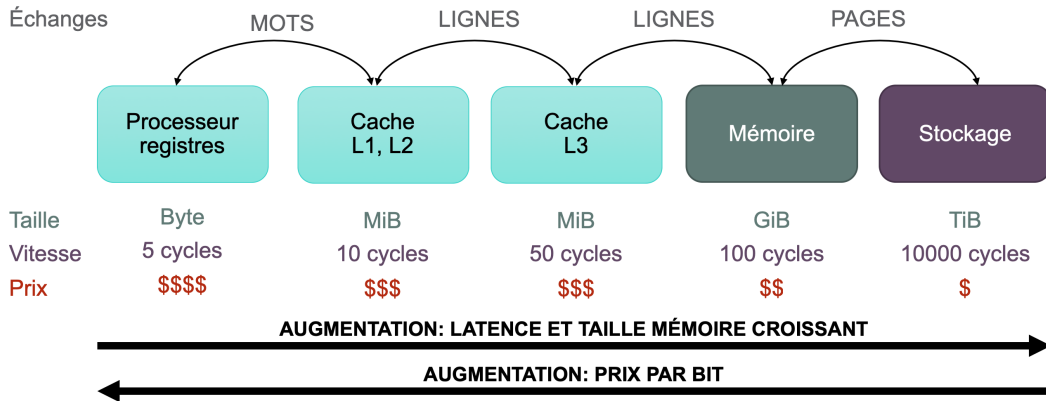 Échanges
MOTS
LIGNES
LIGNES
PAGES
Processeur
registres
Cache
L1, L2
Cache
L3
Mémoire
Stockage
Taille
Byte
MiB
MiB
GiB
TiB
Vitesse
5 cycles
10 cycles
50 cycles
100 cycles
10000 cycles
Prix
$$$$
$$$
$$$
$$
$
AUGMENTATION: LATENCE ET TAILLE MÉMOIRE CROISSANT
AUGMENTATION: PRIX PAR BIT